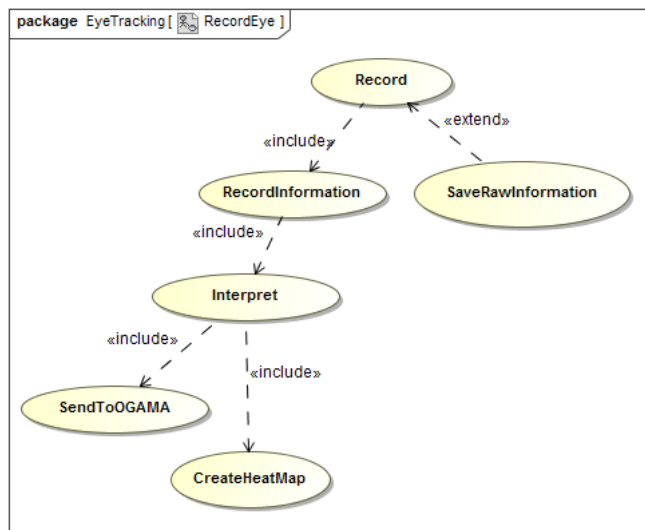 package EyeTracking [ RecordEye ]
Record
«extend»
«include»
RecordInformation
SaveRawInformation
«include»
Interpret
«include»
«include»
SendToOGAMA
CreateHeatMap